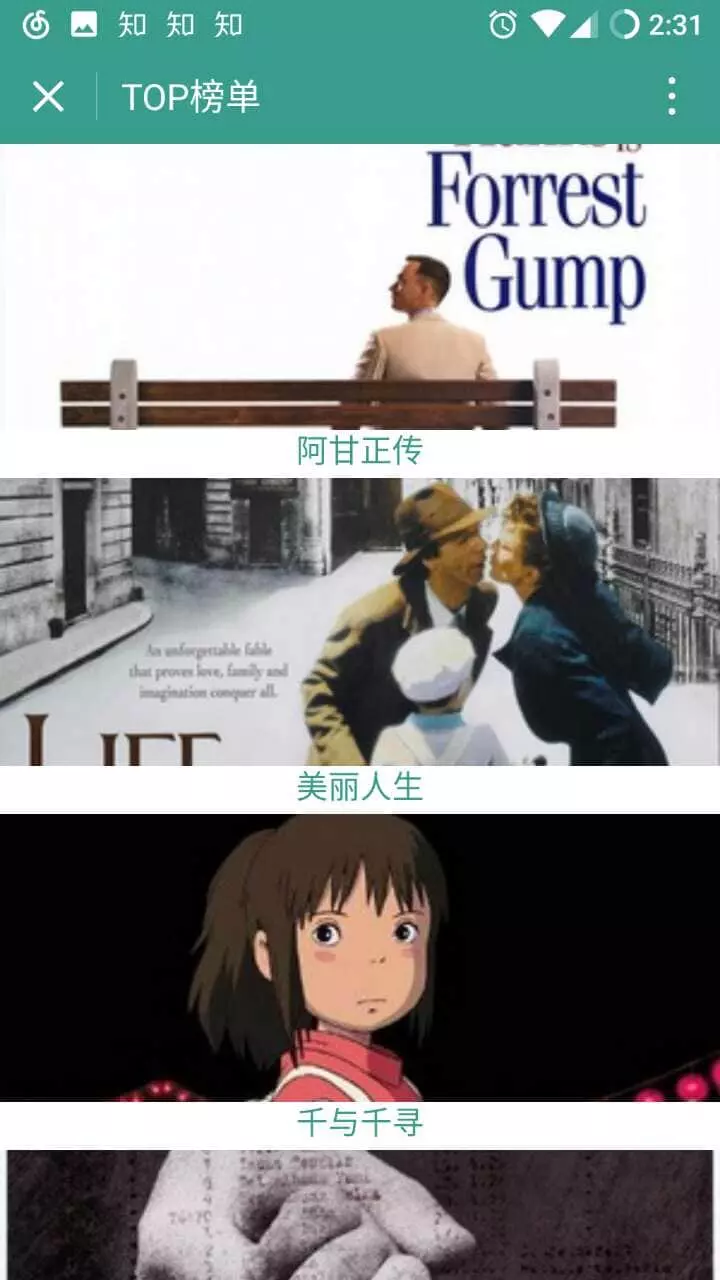 知 知 知 2:31
TOP榜单
Forrest
Gump
阿甘正传
An unforgettable fable
that proves love, family and
imagination conquer all.
LIFE
美丽人生
千与千寻